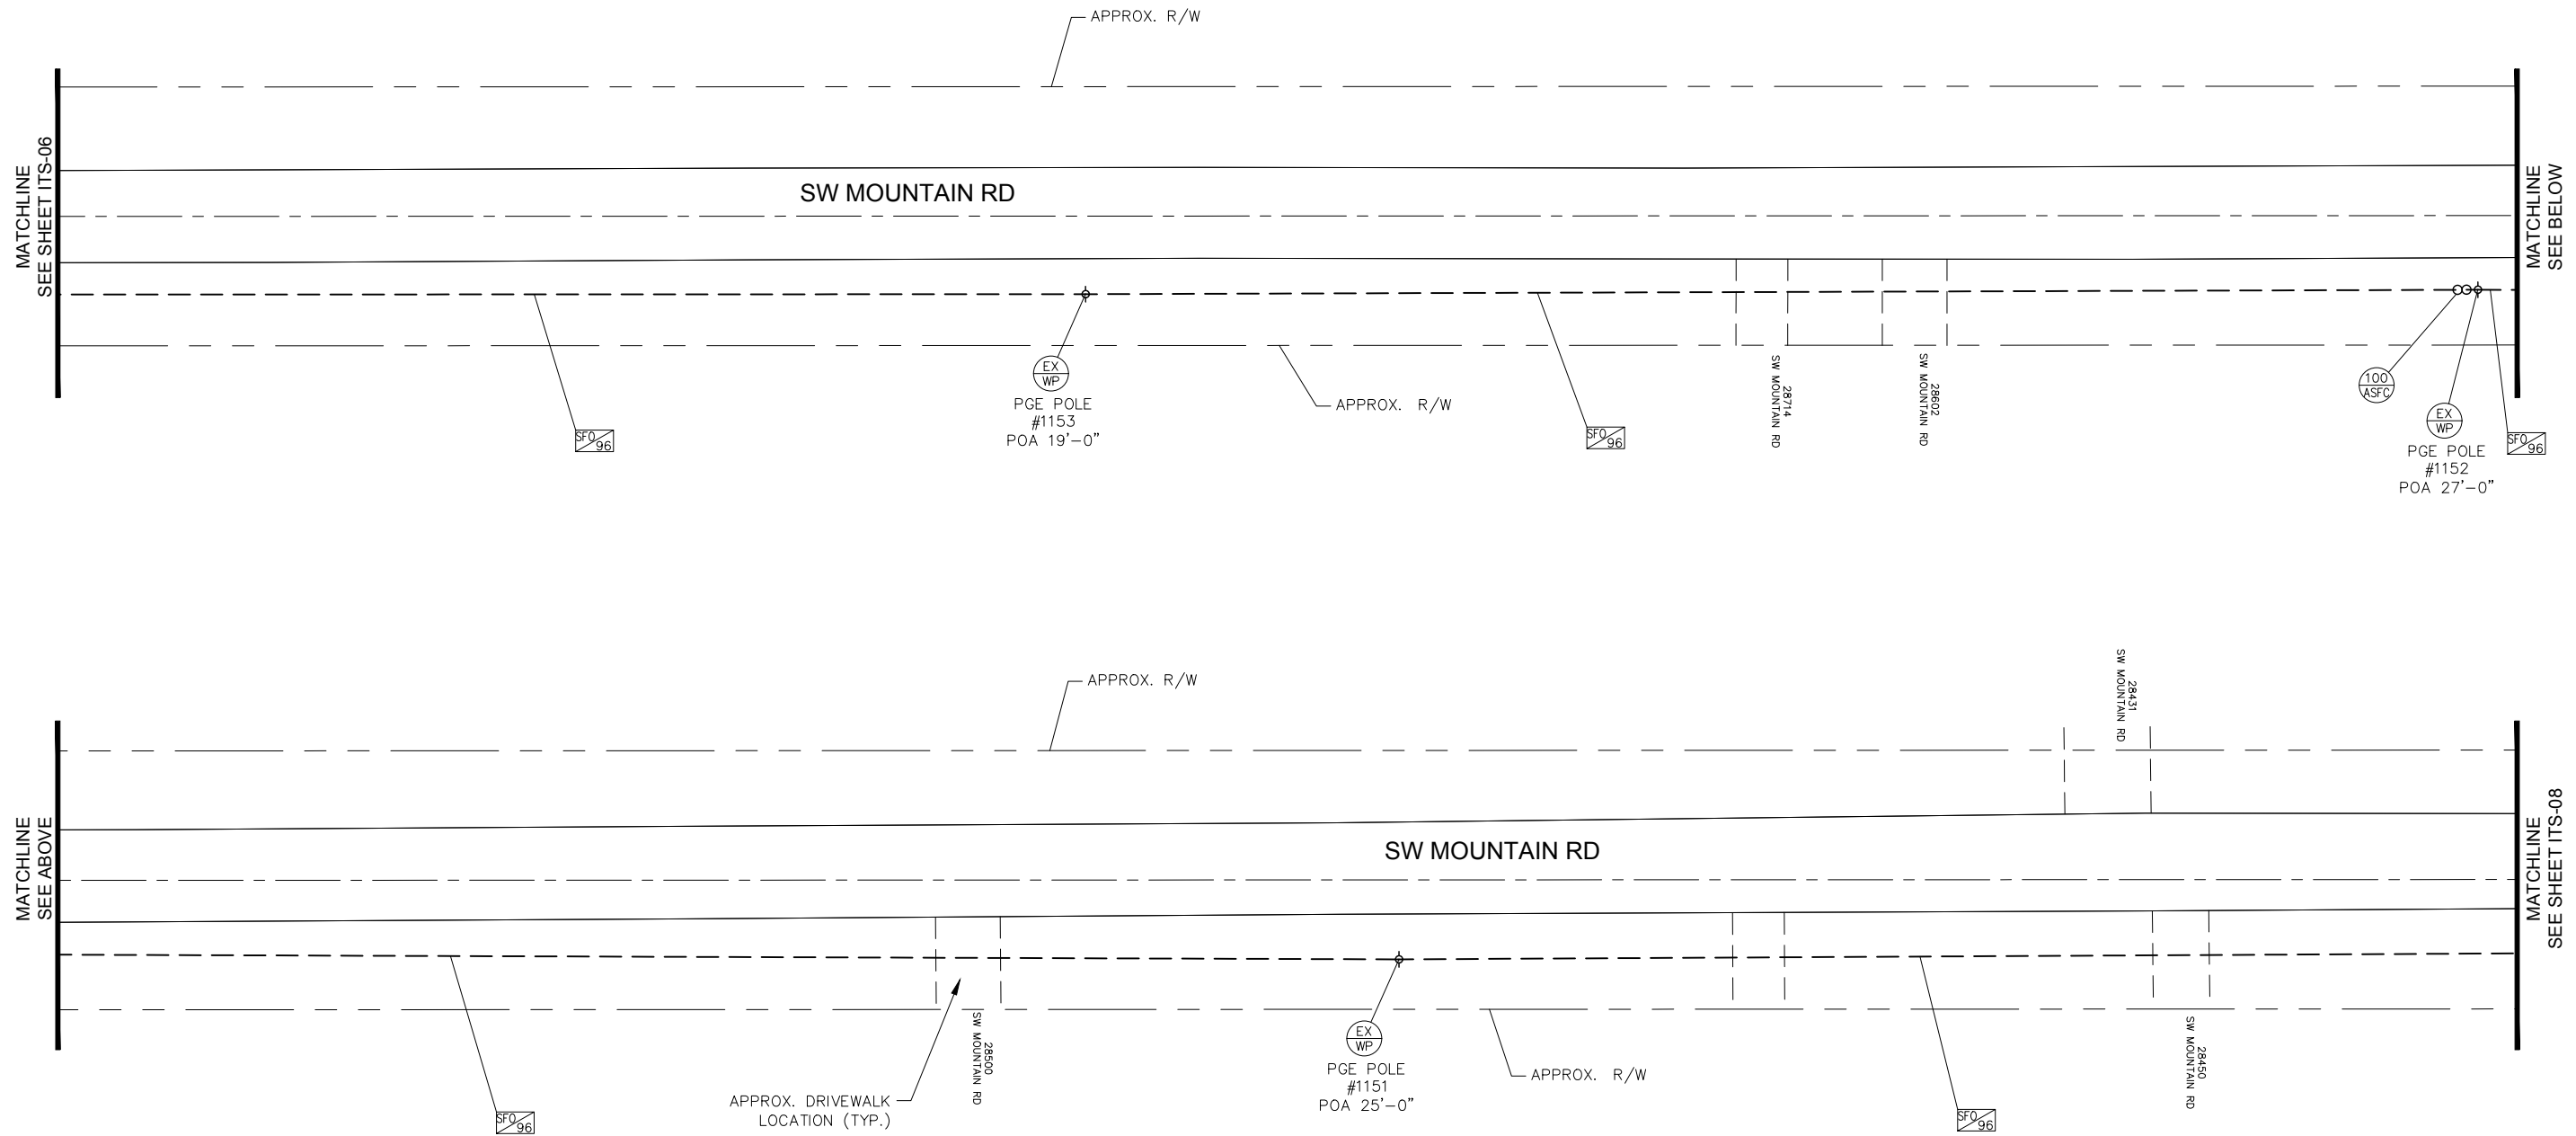 APPROX. R/W
MATCHLINE
SEE SHEET ITS-06
SW MOUNTAIN RD
MATCHLINE
SEE BELOW
EX
WP
PGE POLE
#1153
POA 19'-0"
APPROX. R/W
SFO
96
SFO
96
28714
SW MOUNTAIN RD
28602
SW MOUNTAIN RD
100
ASFC
EX
WP
PGE POLE
#1152
POA 27'-0"
SFO
96
APPROX. R/W
28431
SW MOUNTAIN RD
MATCHLINE
SEE ABOVE
SW MOUNTAIN RD
MATCHLINE
SEE SHEET ITS-08
SFO
96
APPROX. DRIVEWALK
LOCATION (TYP.)
28500
SW MOUNTAIN RD
EX
WP
PGE POLE
#1151
POA 25'-0"
APPROX. R/W
SFO
96
28450
SW MOUNTAIN RD